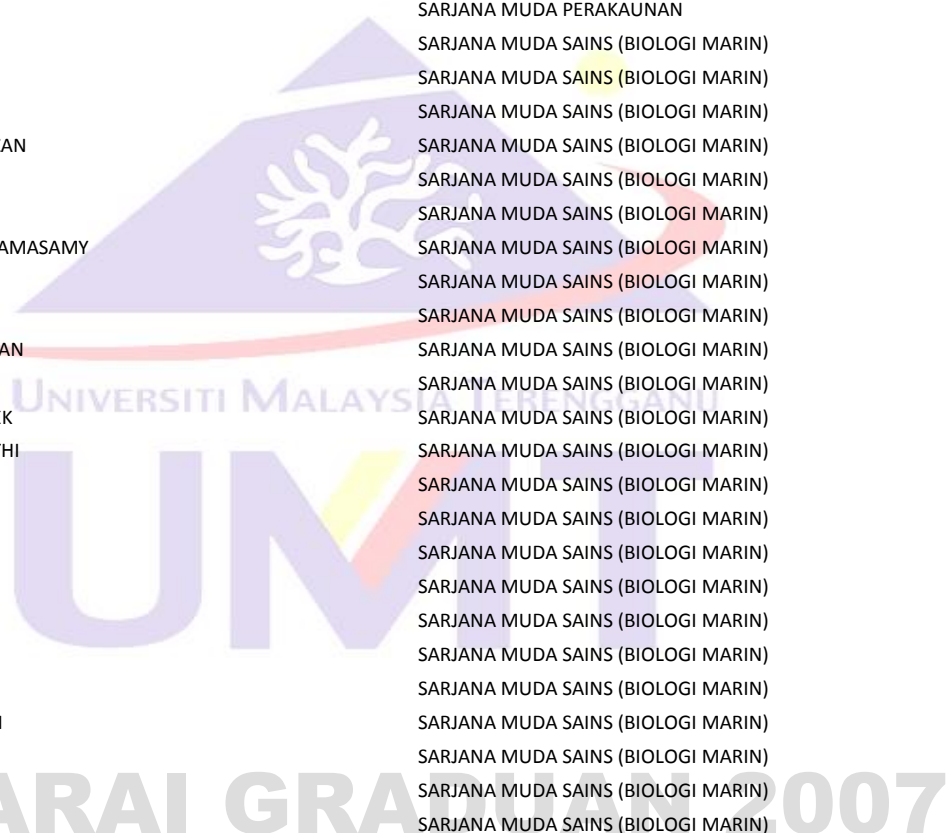 SARJANA MUDA PERAKAUNAN
SARJANA MUDA SAINS (BIOLOGI MARIN)
SARJANA MUDA SAINS (BIOLOGI MARIN)
SARJANA MUDA SAINS (BIOLOGI MARIN)
KAN SARJANA MUDA SAINS (BIOLOGI MARIN)
SARJANA MUDA SAINS (BIOLOGI MARIN)
SARJANA MUDA SAINS (BIOLOGI MARIN)
AMASAMY SARJANA MUDA SAINS (BIOLOGI MARIN)
SARJANA MUDA SAINS (BIOLOGI MARIN)
SARJANA MUDA SAINS (BIOLOGI MARIN)
AN SARJANA MUDA SAINS (BIOLOGI MARIN)
SARJANA MUDA SAINS (BIOLOGI MARIN)
UNIVERSITI MALAYSIA TERENGGANU
EK SARJANA MUDA SAINS (BIOLOGI MARIN)
THI SARJANA MUDA SAINS (BIOLOGI MARIN)
SARJANA MUDA SAINS (BIOLOGI MARIN)
SARJANA MUDA SAINS (BIOLOGI MARIN)
UMT
SARJANA MUDA SAINS (BIOLOGI MARIN)
SARJANA MUDA SAINS (BIOLOGI MARIN)
SARJANA MUDA SAINS (BIOLOGI MARIN)
SARJANA MUDA SAINS (BIOLOGI MARIN)
SARJANA MUDA SAINS (BIOLOGI MARIN)
SARJANA MUDA SAINS (BIOLOGI MARIN)
SARJANA MUDA SAINS (BIOLOGI MARIN)
SARJANA MUDA SAINS (BIOLOGI MARIN)
ARAI GRADUAN 2007
SARJANA MUDA SAINS (BIOLOGI MARIN)